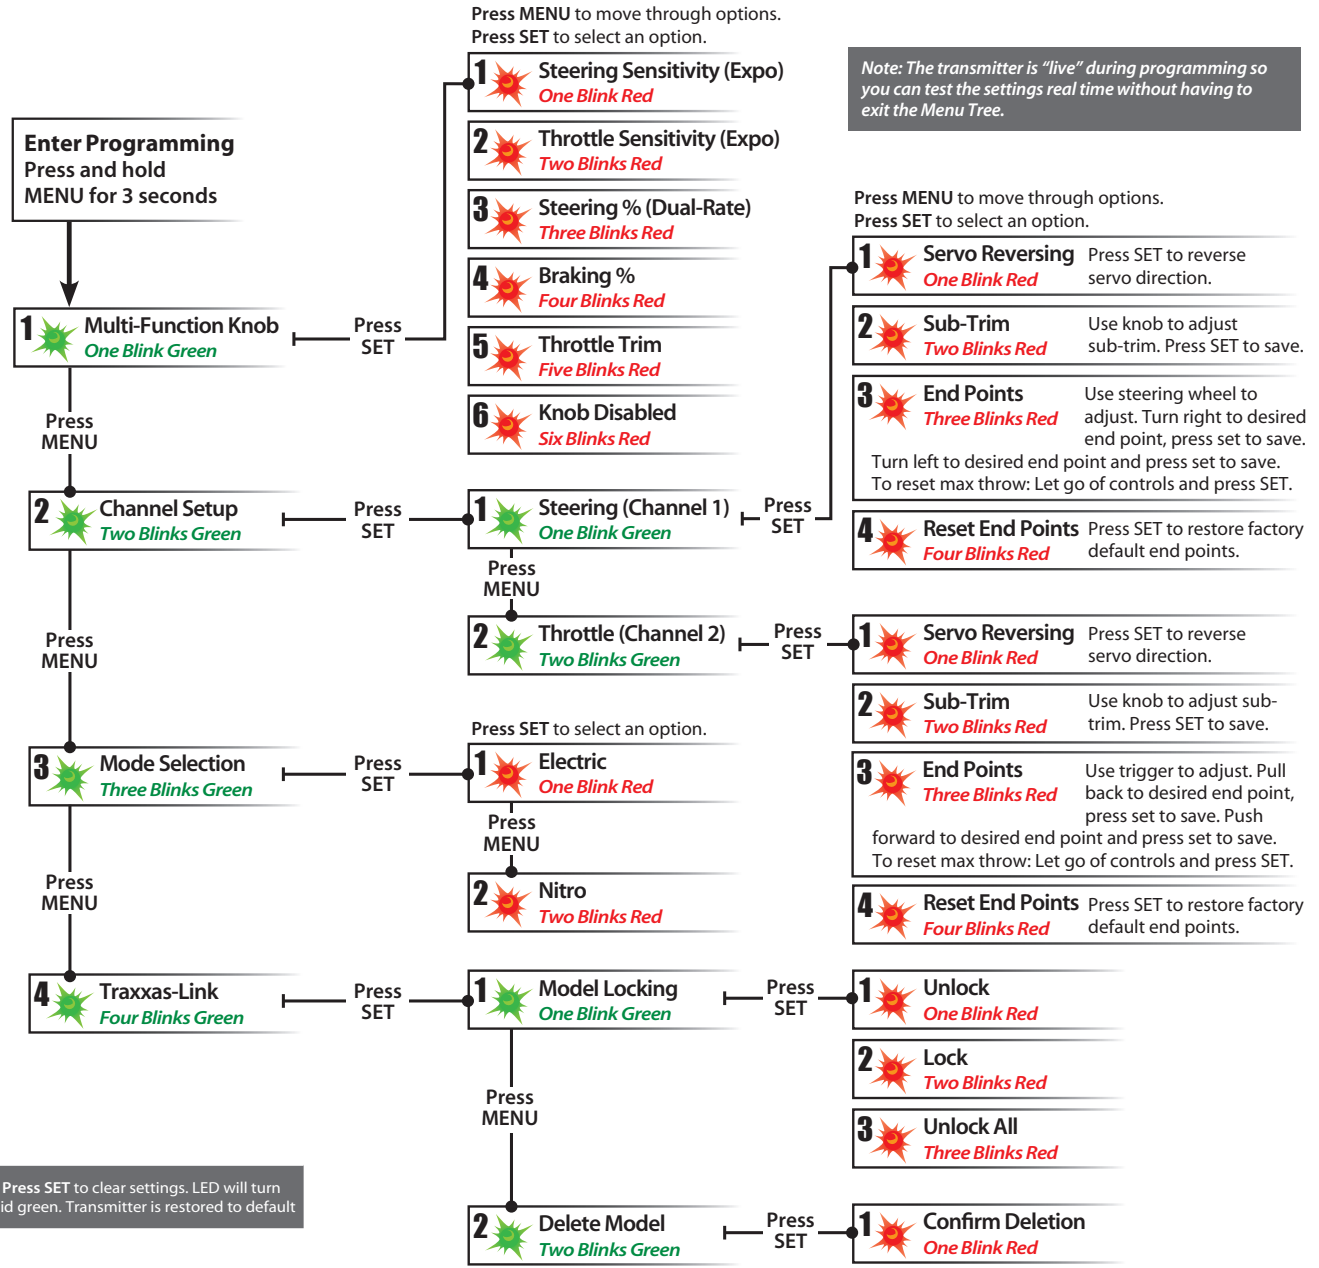 Press MENU to move through options.
Press SET to select an option.
Enter Programming
Press and hold
MENU for 3 seconds
1
Multi-Function Knob
One Blink Green
Press
SET
1
Steering Sensitivity (Expo)
One Blink Red
2
Throttle Sensitivity (Expo)
Two Blinks Red
3
Steering % (Dual-Rate)
Three Blinks Red
4
Braking %
Four Blinks Red
5
Throttle Trim
Five Blinks Red
6
Knob Disabled
Six Blinks Red
Note: The transmitter is “live” during programming so
you can test the settings real time without having to
exit the Menu Tree.
Press
MENU
2
Channel Setup
Two Blinks Green
Press
SET
1
Steering (Channel 1)
One Blink Green
Press
SET
Press MENU to move through options.
Press SET to select an option.
1
Servo Reversing
One Blink Red
Press SET to reverse
servo direction.
2
Sub-Trim
Two Blinks Red
Use knob to adjust
sub-trim. Press SET to save.
3
End Points
Three Blinks Red
Use steering wheel to
adjust. Turn right to desired
end point, press set to save.
Turn left to desired end point and press set to save.
To reset max throw: Let go of controls and press SET.
4
Reset End Points
Four Blinks Red
Press SET to restore factory
default end points.
Press
MENU
2
Throttle (Channel 2)
Two Blinks Green
Press
SET
1
Servo Reversing
One Blink Red
Press SET to reverse
servo direction.
2
Sub-Trim
Two Blinks Red
Use knob to adjust sub-
trim. Press SET to save.
3
End Points
Three Blinks Red
Use trigger to adjust. Pull
back to desired end point,
press set to save. Push
forward to desired end point and press set to save.
To reset max throw: Let go of controls and press SET.
4
Reset End Points
Four Blinks Red
Press SET to restore factory
default end points.
Press
MENU
3
Mode Selection
Three Blinks Green
Press
SET
Press SET to select an option.
1
Electric
One Blink Red
Press
MENU
2
Nitro
Two Blinks Red
Press
MENU
4
Traxxas-Link
Four Blinks Green
Press
SET
1
Model Locking
One Blink Green
Press
SET
1
Unlock
One Blink Red
2
Lock
Two Blinks Red
3
Unlock All
Three Blinks Red
Press
MENU
2
Delete Model
Two Blinks Green
Press
SET
1
Confirm Deletion
One Blink Red
Press SET to clear settings. LED will turn
id green. Transmitter is restored to default